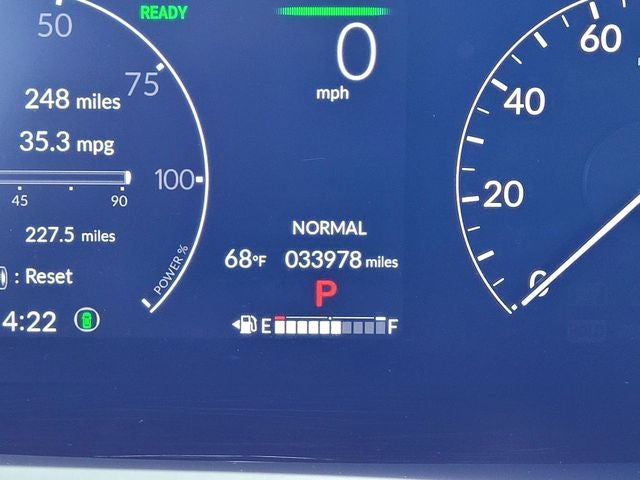 50
READY
0
mph
60
75
248 miles
40
35.3 mpg
100
45 90
20
227.5 miles
NORMAL
68°F 033978 miles
POWER %
: Reset
P
0
4:22
E F